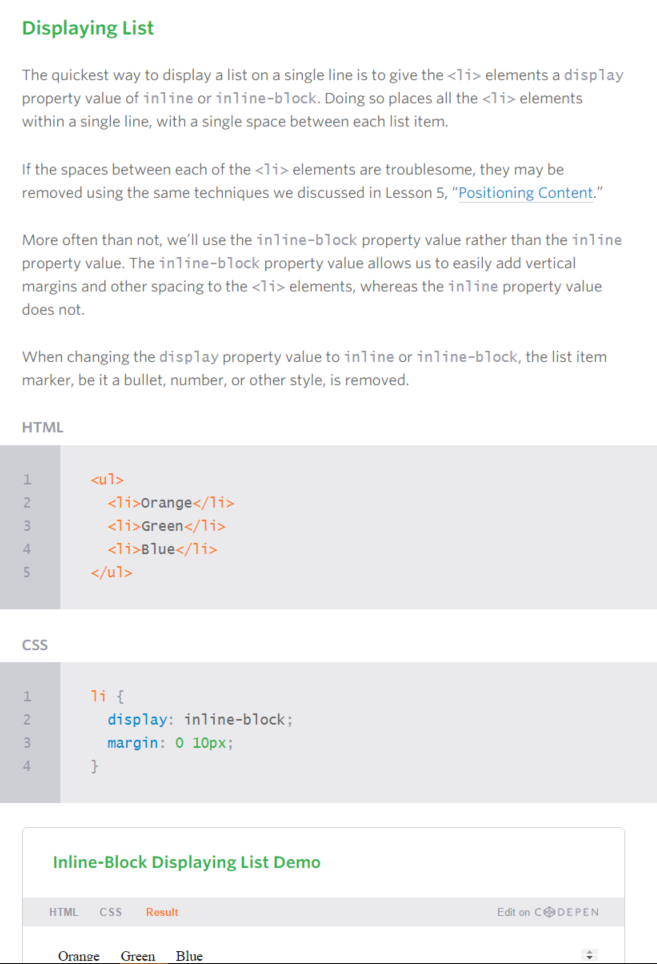 Displaying List
The quickest way to display a list on a single line is to give the <li> elements a display
property value of inline or inline-block. Doing so places all the <li> elements
within a single line, with a single space between each list item.
If the spaces between each of the <li> elements are troublesome, they may be
removed using the same techniques we discussed in Lesson 5, “Positioning Content.”
More often than not, we’ll use the inline-block property value rather than the inline
property value. The inline-block property value allows us to easily add vertical
margins and other spacing to the <li> elements, whereas the inline property value
does not.
When changing the display property value to inline or inline-block, the list item
marker, be it a bullet, number, or other style, is removed.
HTML
1 <ul>
2 <li>Orange</li>
3 <li>Green</li>
4 <li>Blue</li>
5 </ul>
CSS
1 li {
2 display: inline-block;
3 margin: 0 10px;
4 }
Inline-Block Displaying List Demo
HTML CSS Result Edit on CODEPEN
Orange Green Blue